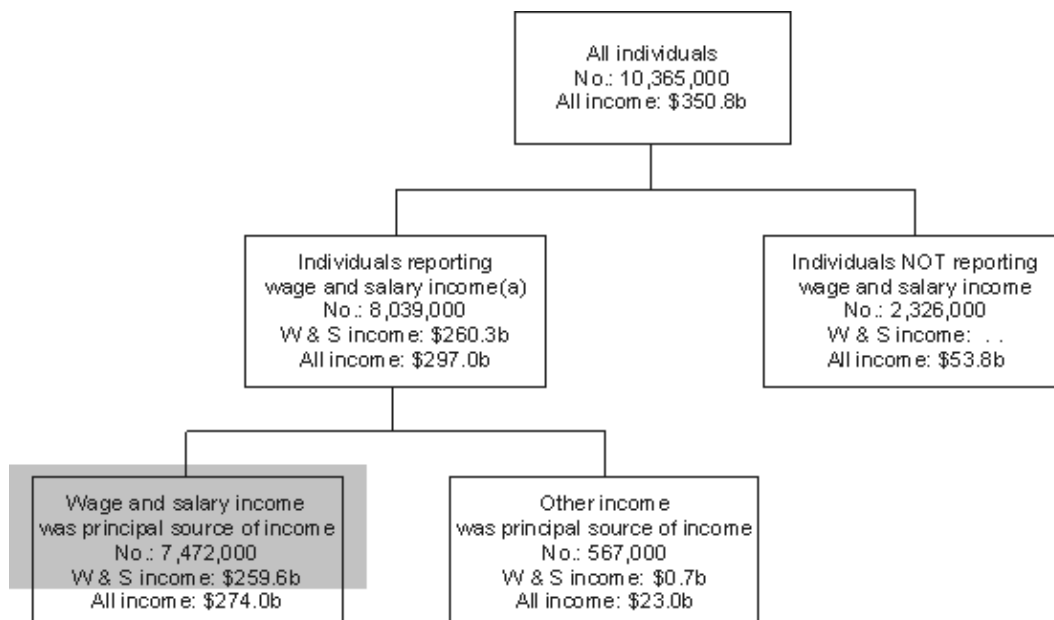 All individuals
No.: 10,365,000
All income: $350.8b
Individuals reporting
wage and salary income(a)
No.: 8,039,000
W & S income: $260.3b
All income: $297.0b
Individuals NOT reporting
wage and salary income
No.: 2,326,000
W & S income: . .
All income: $53.8b
Wage and salary income
was principal source of income
No.: 7,472,000
W & S income: $259.6b
All income: $274.0b
Other income
was principal source of income
No.: 567,000
W & S income: $0.7b
All income: $23.0b